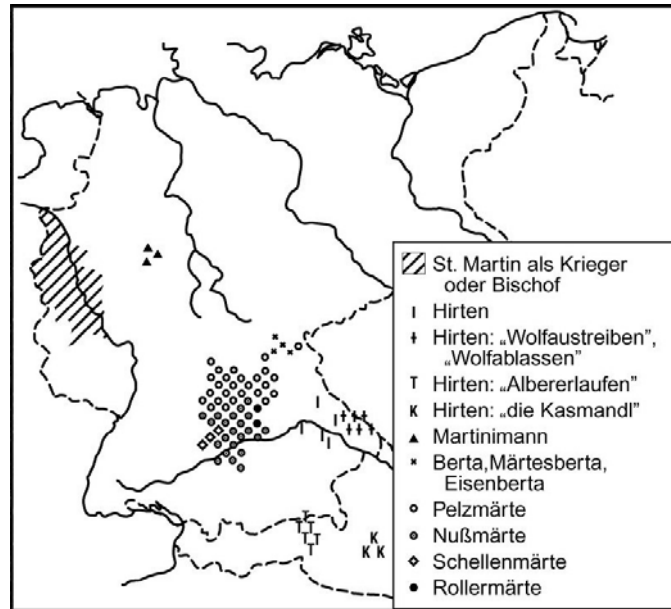 St. Martin als Krieger
oder Bischof
Hirten
Hirten: „Wolfaustreiben”,
„Wolfablassen”
Hirten: „Albererlaufen”
Hirten: „die Kasmandl”
Martinimann
Berta,Märtesberta,
Eisenberta
Pelzmärte
Nußmärte
Schellenmärte
Rollermärte